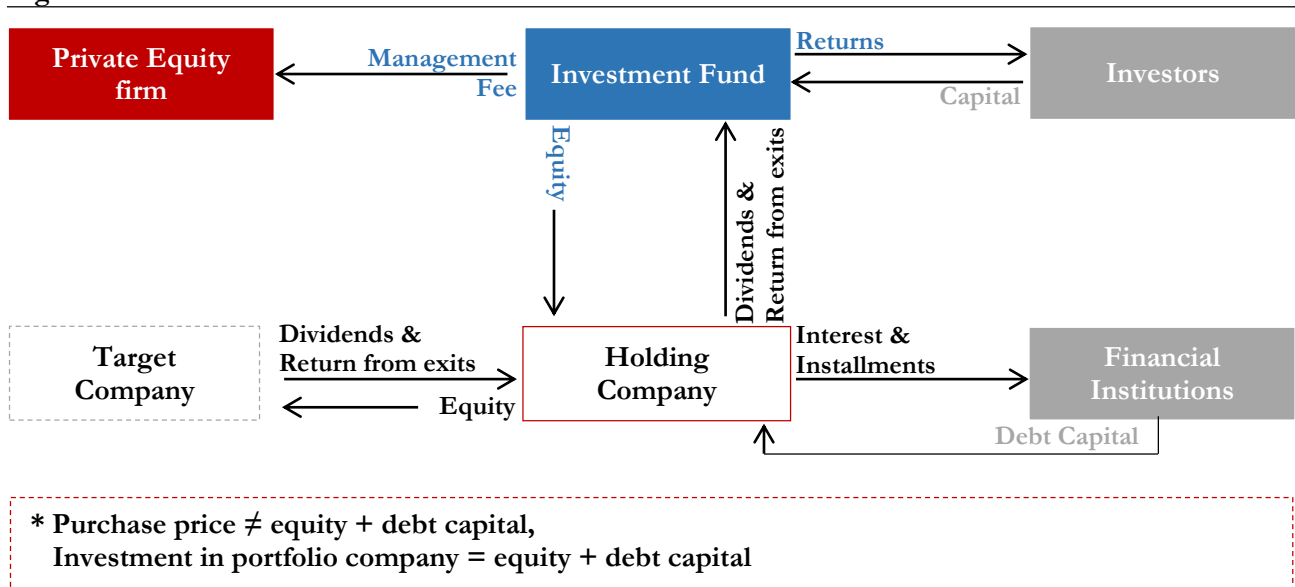 Private Equity
firm
Management
Fee
Investment Fund
Returns
Capital
Investors
Equity
Dividends &
Return from exits
Target
Company
Dividends &
Return from exits
Equity
Holding
Company
Interest &
Installments
Financial
Institutions
Debt Capital
* Purchase price ≠ equity + debt capital,
Investment in portfolio company = equity + debt capital